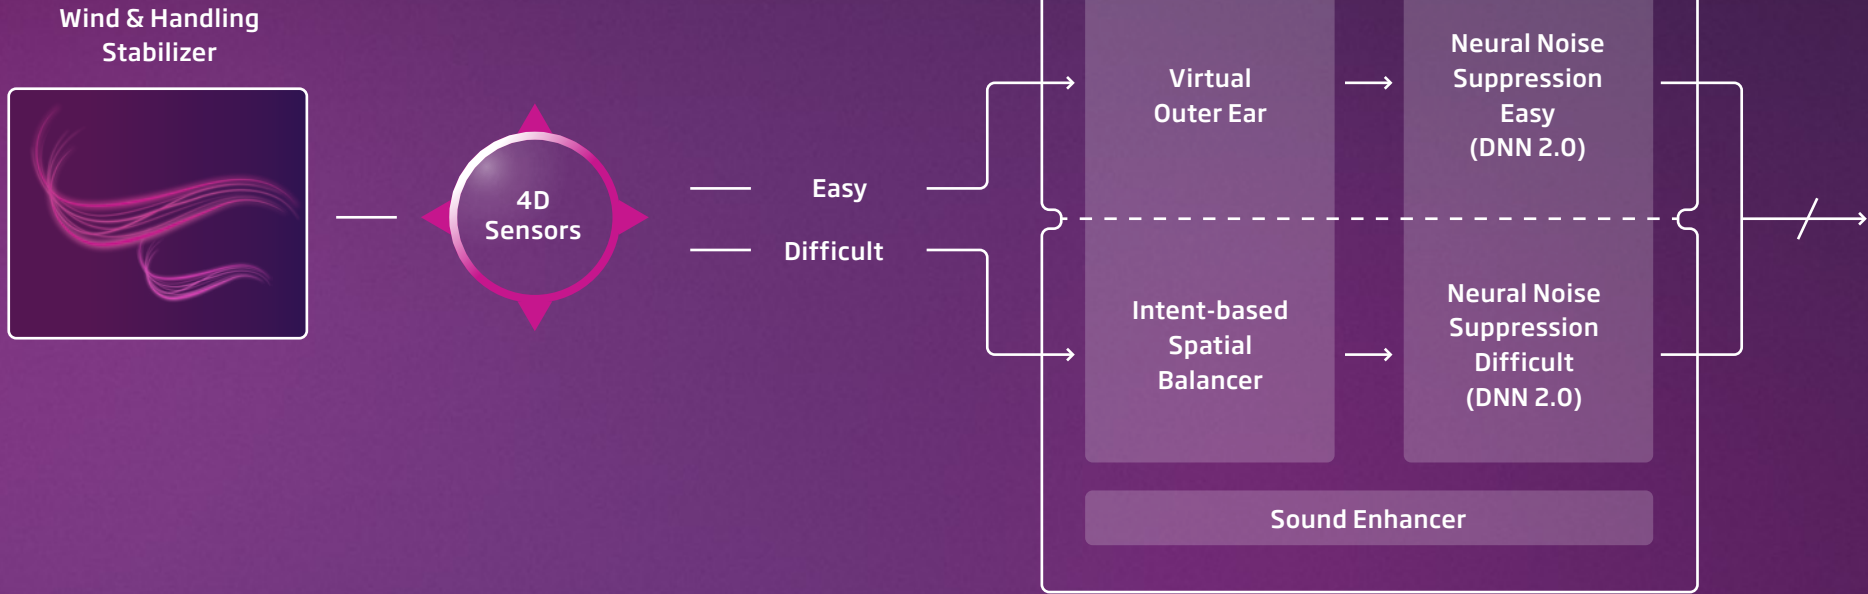 Wind & Handling
Stabilizer
4D
Sensors
Easy
Difficult
Virtual
Outer Ear
Neural Noise
Suppression
Easy
(DNN 2.0)
Intent-based
Spatial
Balancer
Neural Noise
Suppression
Difficult
(DNN 2.0)
Sound Enhancer